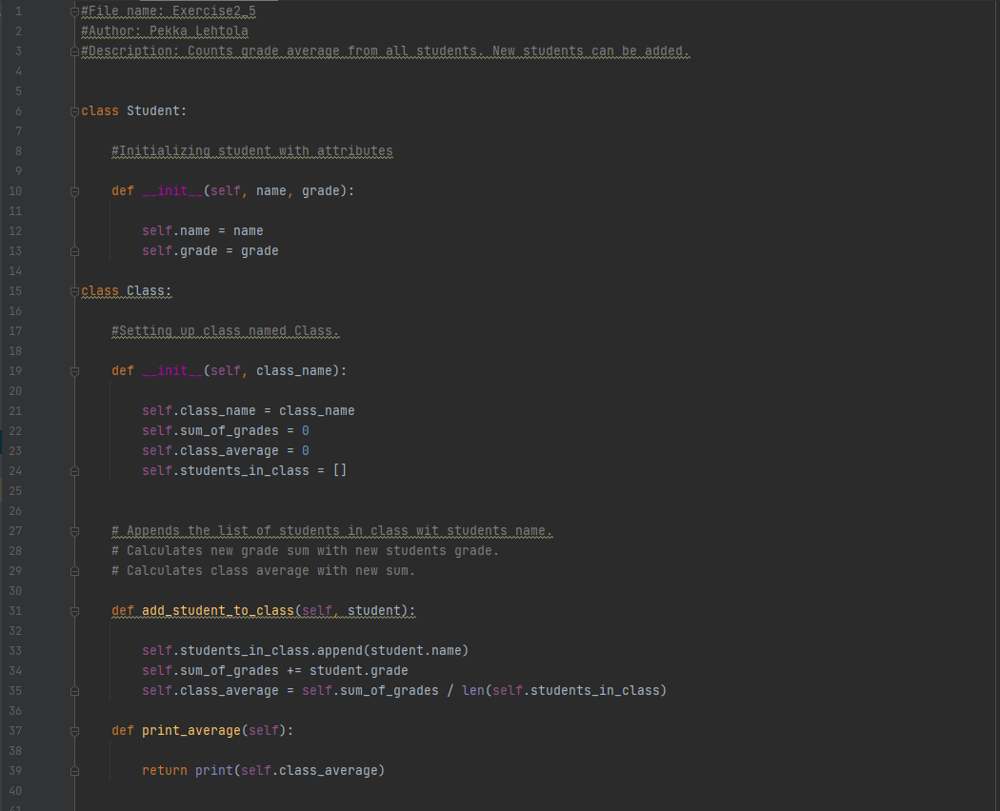 1 #File name: Exercise2_5
2 #Author: Pekka Lehtola
3 #Description: Counts grade average from all students. New students can be added.
4
5
6 class Student:
7
8 #Initializing student with attributes
9
10 def __init__(self, name, grade):
11
12 self.name = name
13 self.grade = grade
14
15 class Class:
16
17 #Setting up class named Class.
18
19 def __init__(self, class_name):
20
21 self.class_name = class_name
22 self.sum_of_grades = 0
23 self.class_average = 0
24 self.students_in_class = []
25
26
27 # Appends the list of students in class wit students name.
28 # Calculates new grade sum with new students grade.
29 # Calculates class average with new sum.
30
31 def add_student_to_class(self, student):
32
33 self.students_in_class.append(student.name)
34 self.sum_of_grades += student.grade
35 self.class_average = self.sum_of_grades / len(self.students_in_class)
36
37 def print_average(self):
38
39 return print(self.class_average)
40
41